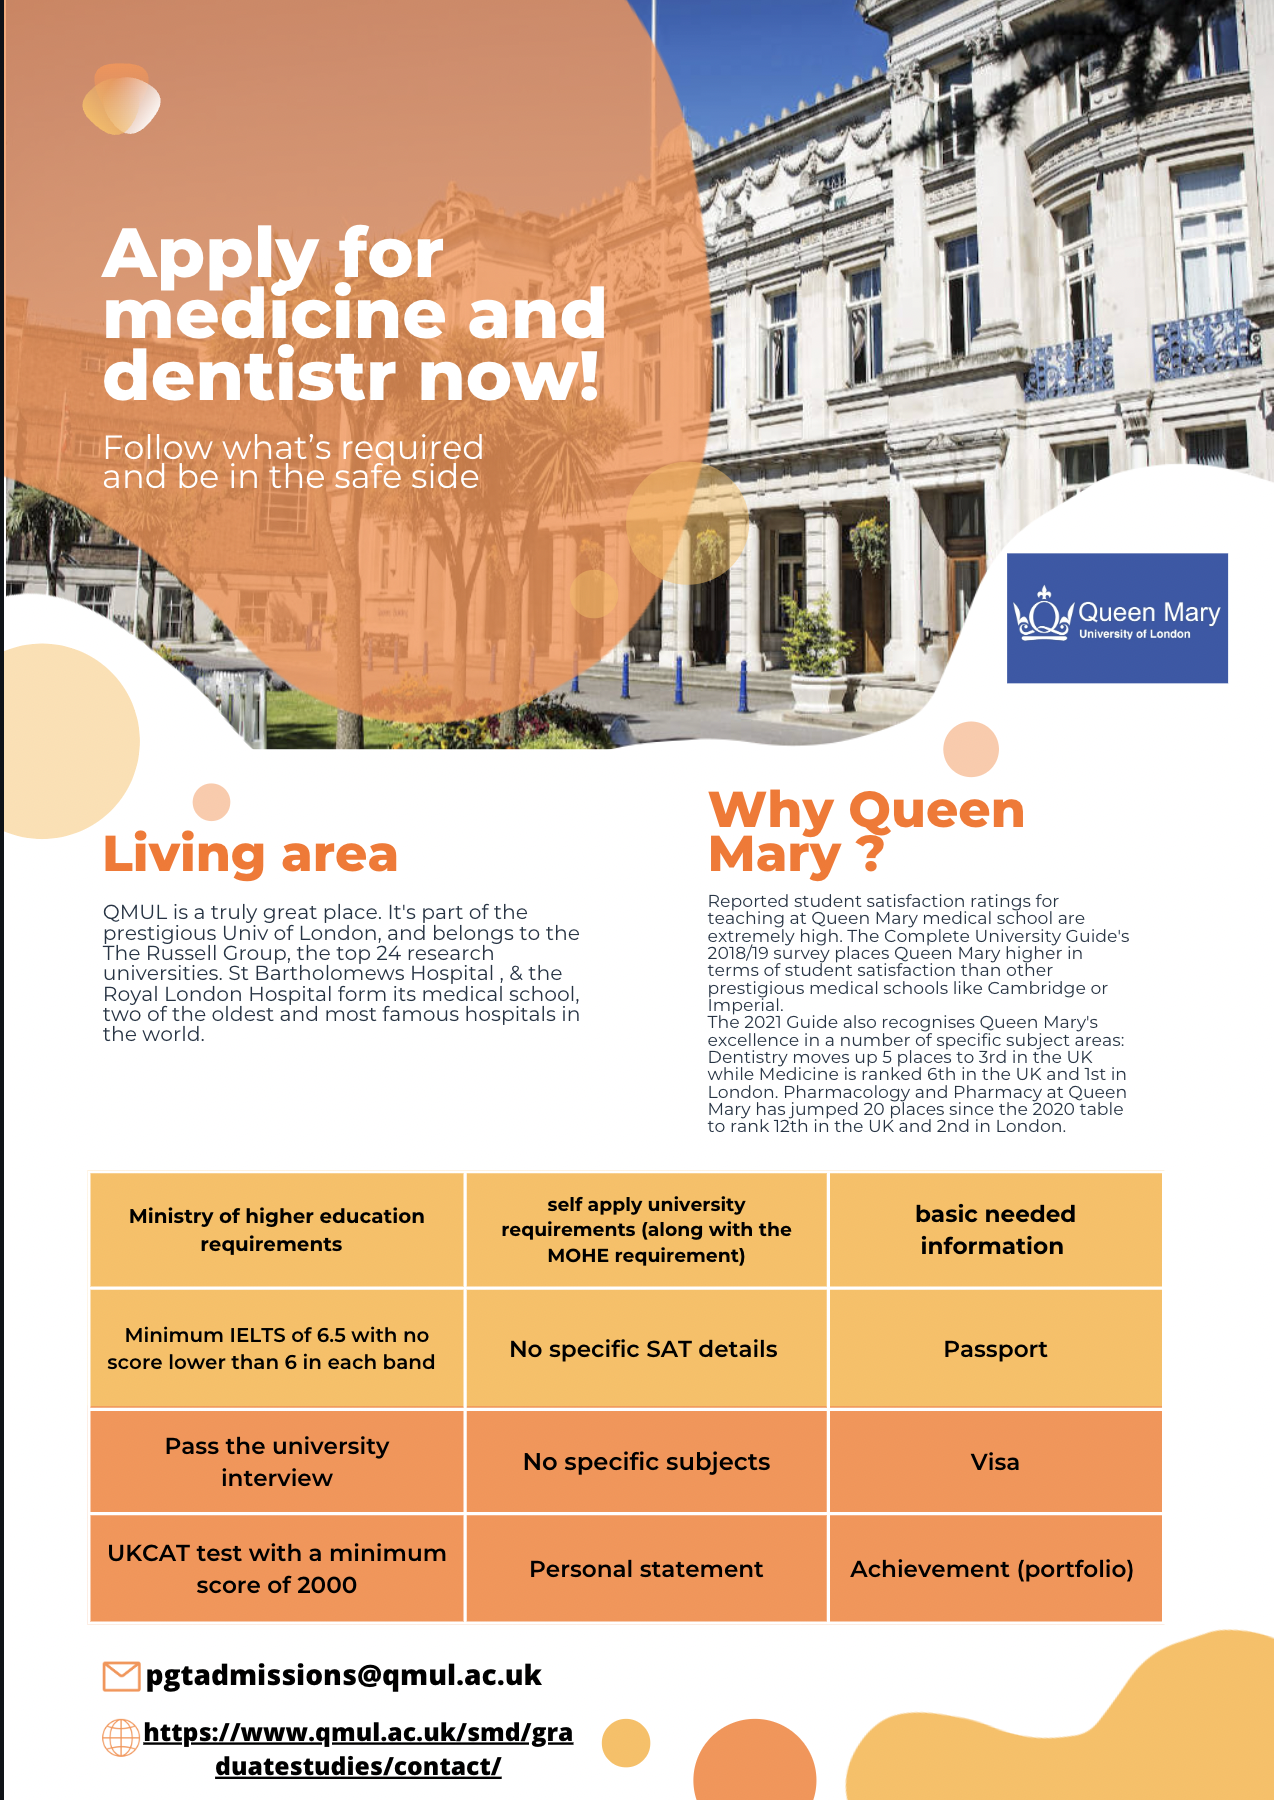 Apply for
medicine and
dentistr now!
Follow what's required
and be in the safe side
Queen Mary
University of London
Living area
QMUL is a truly great place. It's part of the
prestigious Univ of London, and belongs to the
The Russell Group, the top 24 research
universities. St Bartholomews Hospital , & the
Royal London Hospital form its medical school,
two of the oldest and most famous hospitals in
the world.
Why Queen
Mary ?
Reported student satisfaction ratings for
teaching at Queen Mary medical school are
extremely high. The Complete University Guide's
2018/19 survey places Queen Mary higher in
terms of student satisfaction than other
prestigious medical schools like Cambridge or
Imperial.
The 2021 Guide also recognises Queen Mary's
excellence in a number of specific subject areas:
Dentistry moves up 5 places to 3rd in the UK
while Medicine is ranked 6th in the UK and 1st in
London. Pharmacology and Pharmacy at Queen
Mary has jumped 20 places since the 2020 table
to rank 12th in the UK and 2nd in London.
Ministry of higher education
requirements
self apply university
requirements (along with the
MOHE requirement)
basic needed
information
Minimum IELTS of 6.5 with no
score lower than 6 in each band
No specific SAT details
Passport
Pass the university
interview
No specific subjects
Visa
UKCAT test with a minimum
score of 2000
Personal statement
Achievement (portfolio)
pgtadmissions@qmul.ac.uk
https://www.qmul.ac.uk/smd/gra
duatestudies/contact/